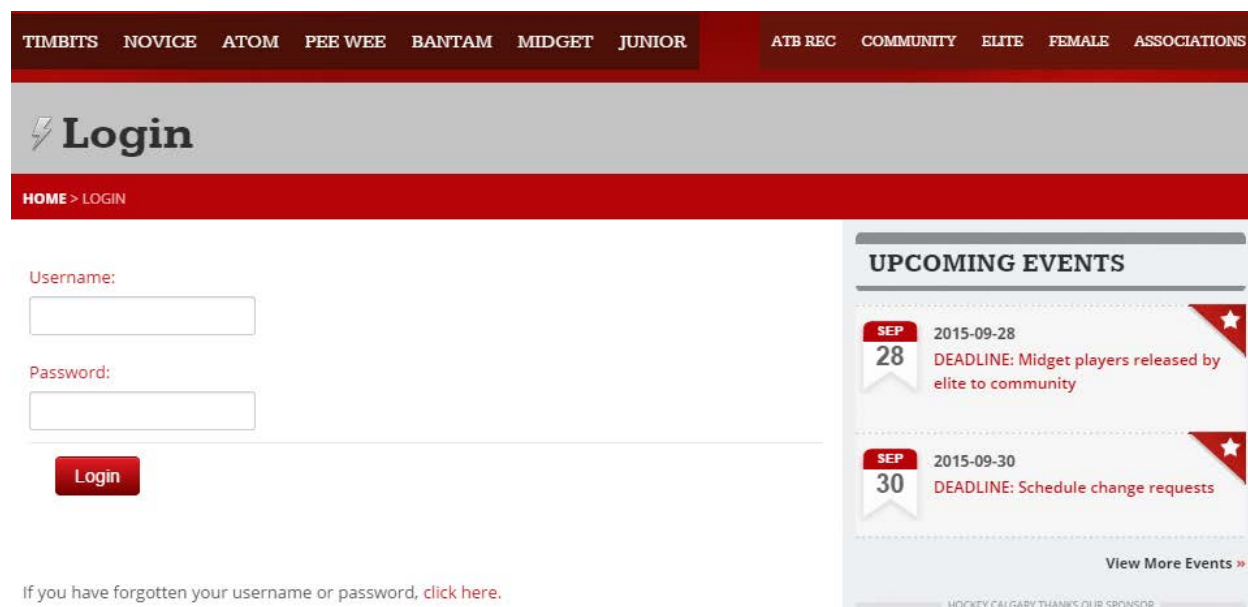 TIMBITS NOVICE ATOM PEE WEE BANTAM MIDGET JUNIOR ATB REC COMMUNITY ELITE FEMALE ASSOCIATIONS
Login
HOME > LOGIN
Username:
Password:
Login
If you have forgotten your username or password, click here.
UPCOMING EVENTS
SEP
28
2015-09-28
DEADLINE: Midget players released by
elite to community
SEP
30
2015-09-30
DEADLINE: Schedule change requests
View More Events »
HOCKEY CALGARY THANKS OUR SPONSOR